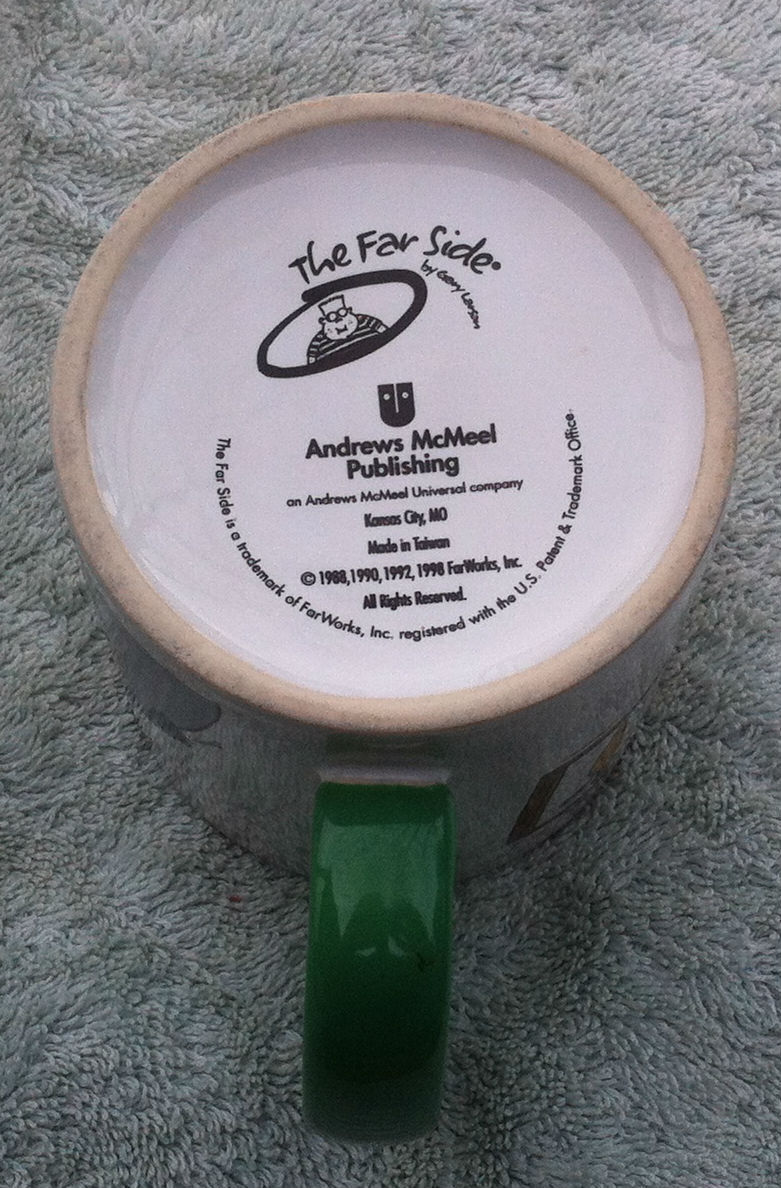 The Far Side®
by Gary Larson
Andrews McMeel
Publishing
an Andrews McMeel Universal company
Kansas City, MO
Made in Taiwan
© 1988, 1990, 1992, 1998 FarWorks, Inc.
All Rights Reserved.
The Far Side is a trademark of FarWorks, Inc. registered with the U.S. Patent & Trademark Office.